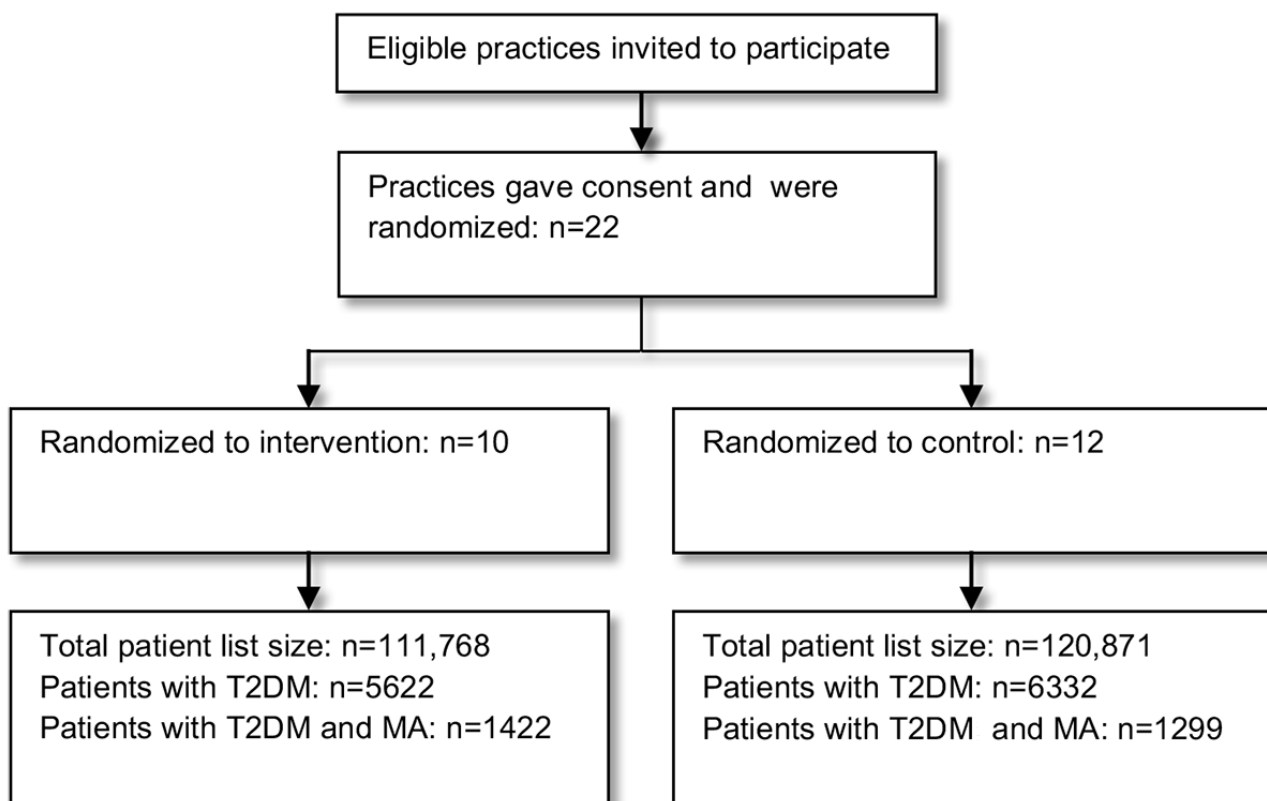 Eligible practices invited to participate
Practices gave consent and  were
randomized: n=22
Randomized to intervention: n=10
Randomized to control: n=12
Total patient list size: n=111,768
Patients with T2DM: n=5622
Patients with T2DM and MA: n=1422
Total patient list size: n=120,871
Patients with T2DM: n=6332
Patients with T2DM  and MA: n=1299